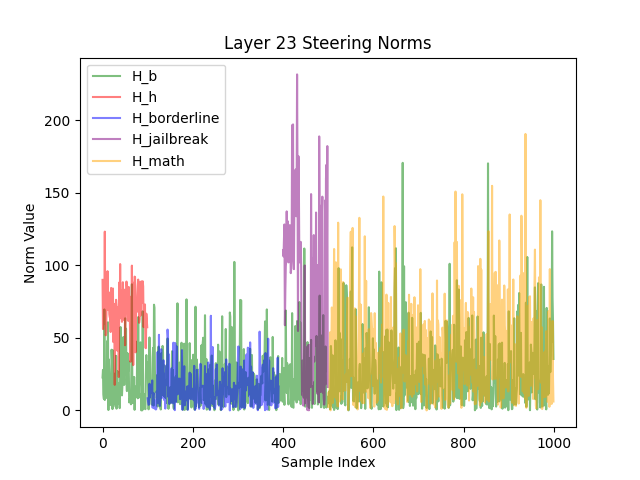 Layer 23 Steering Norms
H_b
H_h
H_borderline
H_jailbreak
H_math
Norm Value
200
150
100
50
0
0 200 400 600 800 1000
Sample Index